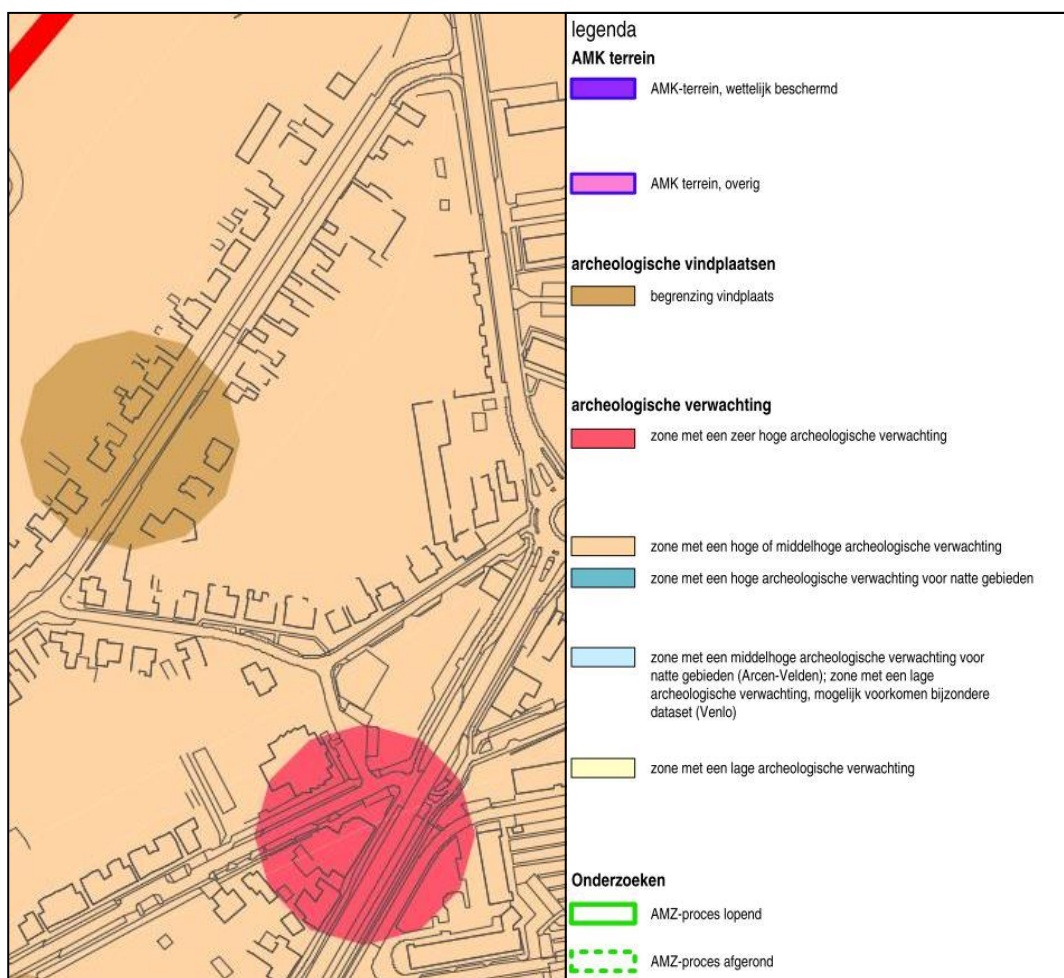 legenda
AMK terrein
AMK-terrein, wettelijk beschermd
AMK terrein, overig
archeologische vindplaatsen
begrenzing vindplaats
archeologische verwachting
zone met een zeer hoge archeologische verwachting
zone met een hoge of middelhoge archeologische verwachting
zone met een hoge archeologische verwachting voor natte gebieden
zone met een middelhoge archeologische verwachting voor
natte gebieden (Arcen-Velden); zone met een lage
archeologische verwachting, mogelijk voorkomen bijzondere
dataset (Venlo)
zone met een lage archeologische verwachting
Onderzoeken
AMZ-proces lopend
AMZ-proces afgerond